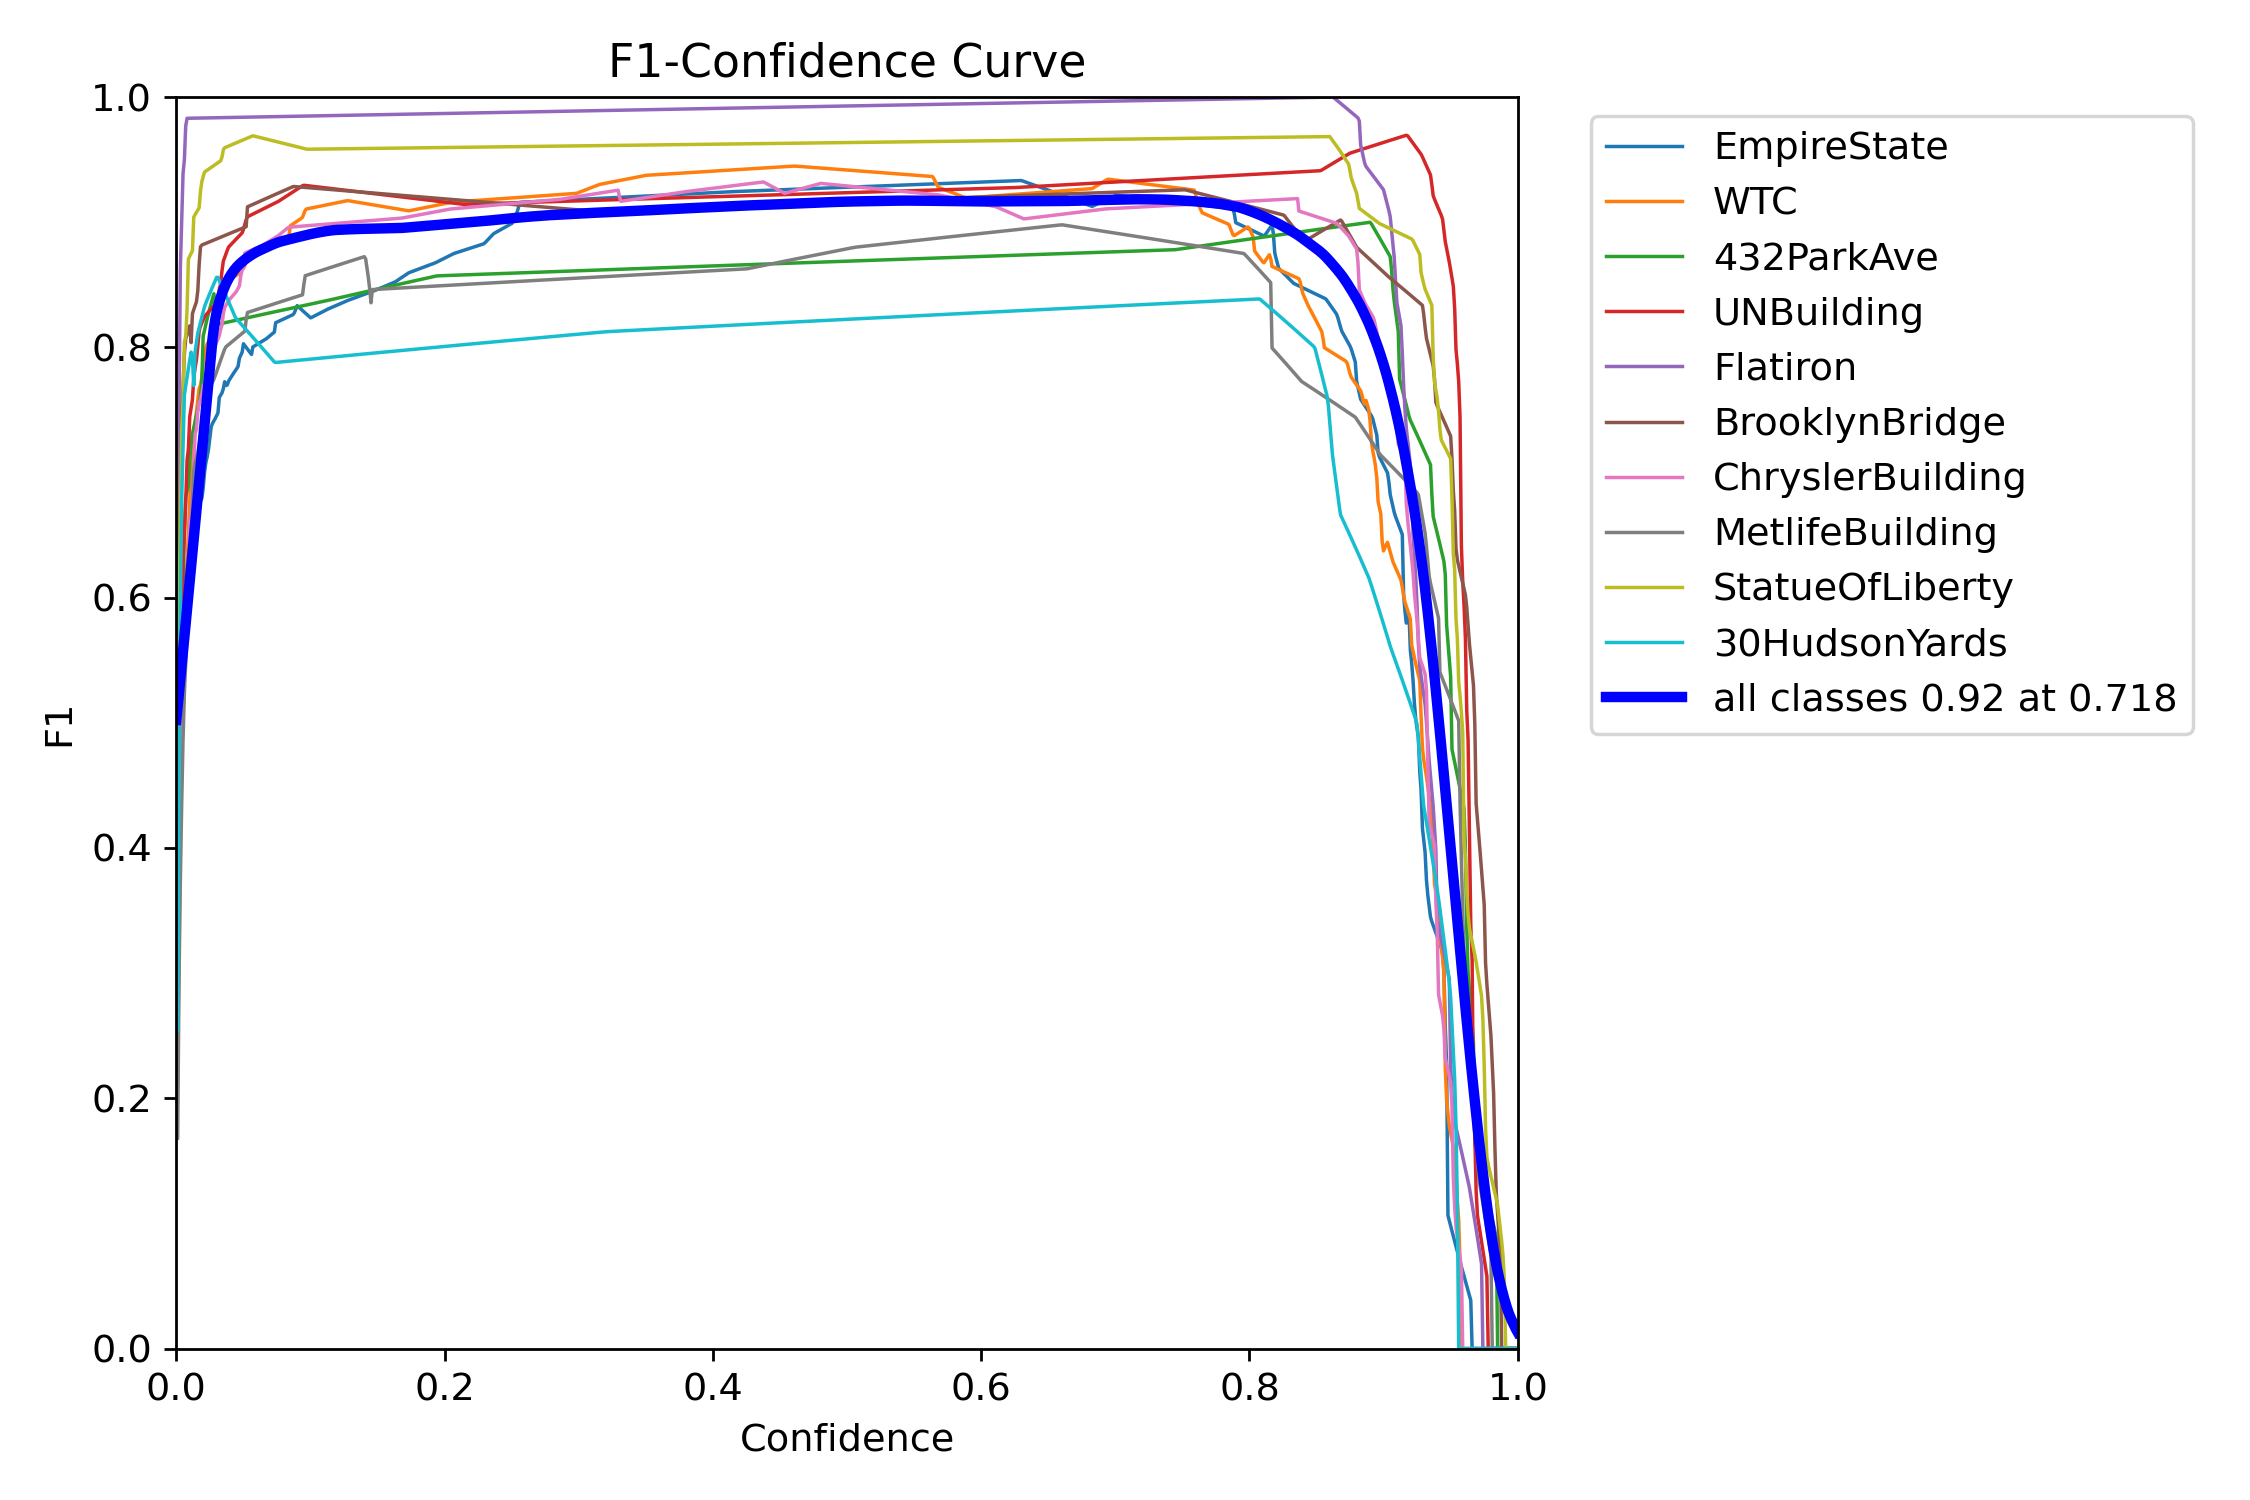 F1-Confidence Curve
1.0
0.8
0.6
0.4
0.2
0.0
F1
0.0 0.2 0.4 0.6 0.8 1.0
Confidence
EmpireState
WTC
432ParkAve
UNBuilding
Flatiron
BrooklynBridge
ChryslerBuilding
MetlifeBuilding
StatueOfLiberty
30HudsonYards
all classes 0.92 at 0.718